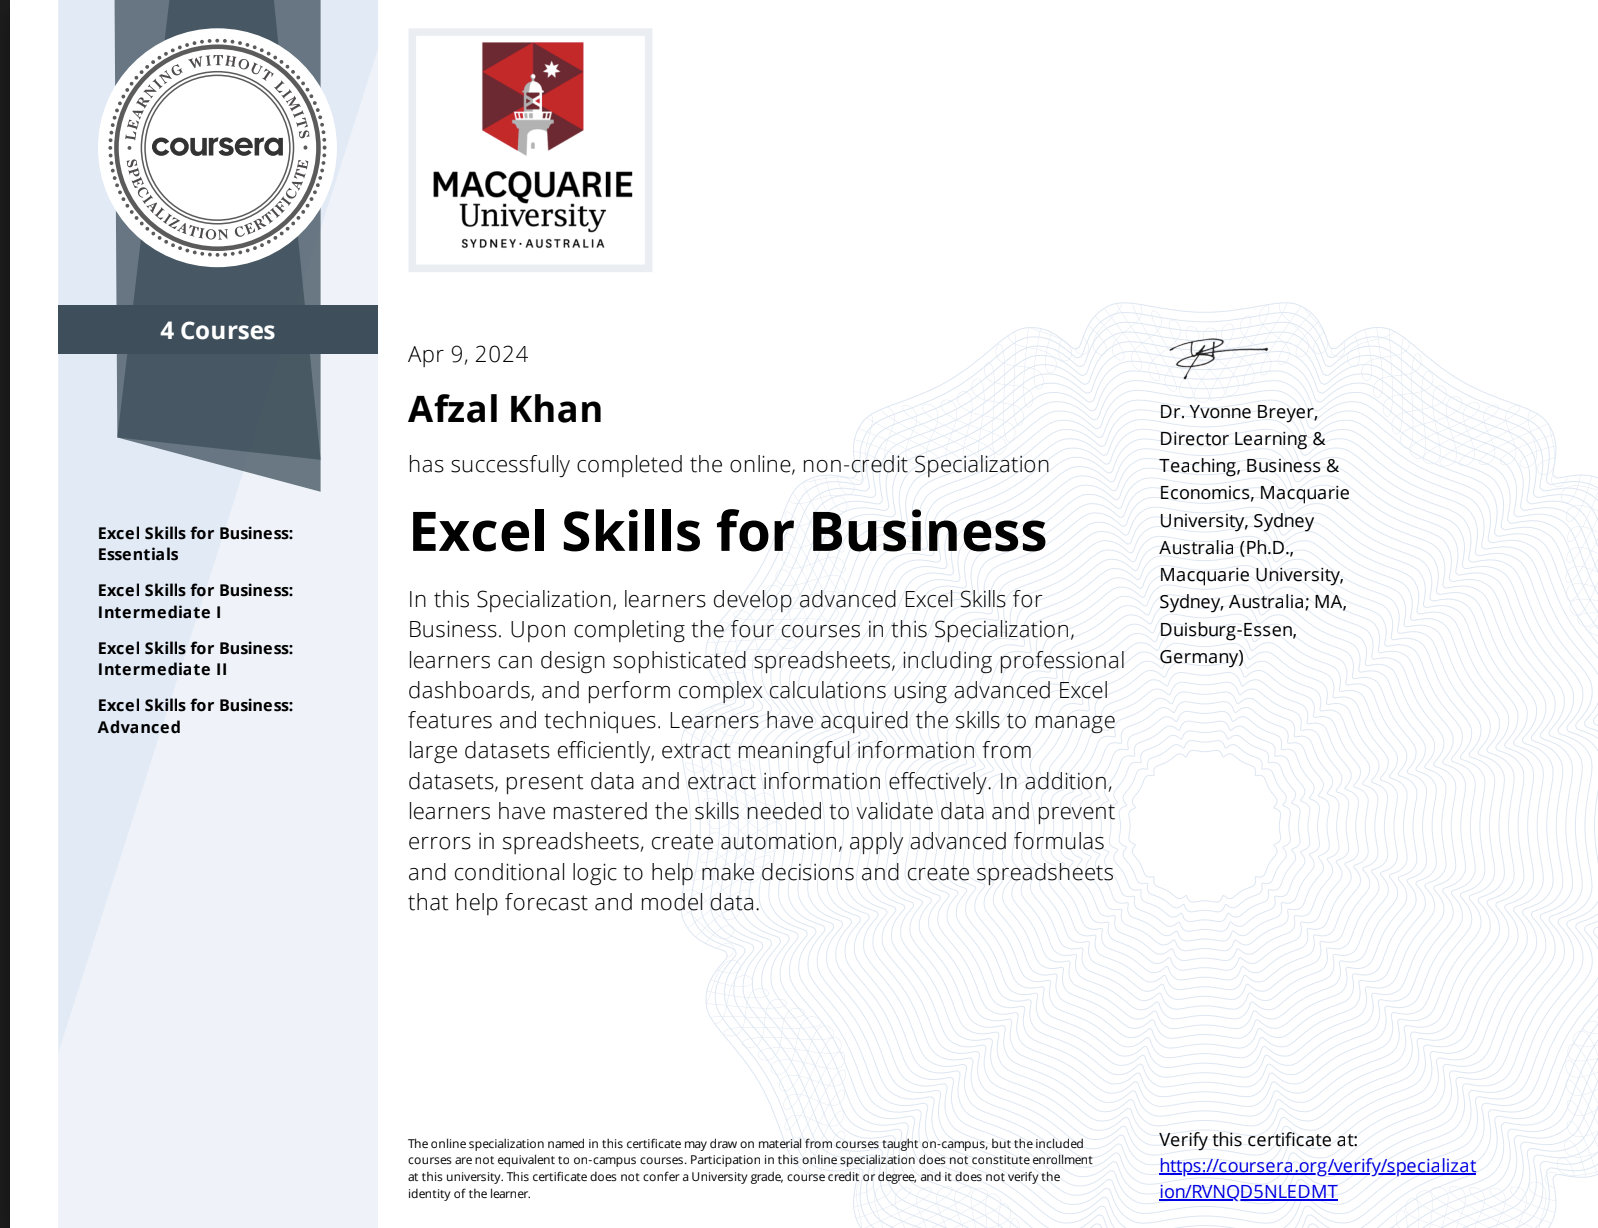 LEARNING WITHOUT LIMITS
coursera
SPECIALIZATION CERTIFICATE
4 Courses
Excel Skills for Business:
Essentials
Excel Skills for Business:
Intermediate I
Excel Skills for Business:
Intermediate II
Excel Skills for Business:
Advanced
MACQUARIE
University
SYDNEY·AUSTRALIA
Apr 9, 2024
Afzal Khan
has successfully completed the online, non-credit Specialization
Excel Skills for Business
In this Specialization, learners develop advanced Excel Skills for
Business. Upon completing the four courses in this Specialization,
learners can design sophisticated spreadsheets, including professional
dashboards, and perform complex calculations using advanced Excel
features and techniques. Learners have acquired the skills to manage
large datasets efficiently, extract meaningful information from
datasets, present data and extract information effectively. In addition,
learners have mastered the skills needed to validate data and prevent
errors in spreadsheets, create automation, apply advanced formulas
and conditional logic to help make decisions and create spreadsheets
that help forecast and model data.
Dr. Yvonne Breyer,
Director Learning &
Teaching, Business &
Economics, Macquarie
University, Sydney
Australia (Ph.D.,
Macquarie University,
Sydney, Australia; MA,
Duisburg-Essen,
Germany)
The online specialization named in this certificate may draw on material from courses taught on-campus, but the included
courses are not equivalent to on-campus courses. Participation in this online specialization does not constitute enrollment
at this university. This certificate does not confer a University grade, course credit or degree, and it does not verify the
identity of the learner.
Verify this certificate at:
https://coursera.org/verify/specializat
ion/RVNQD5NLEDMT